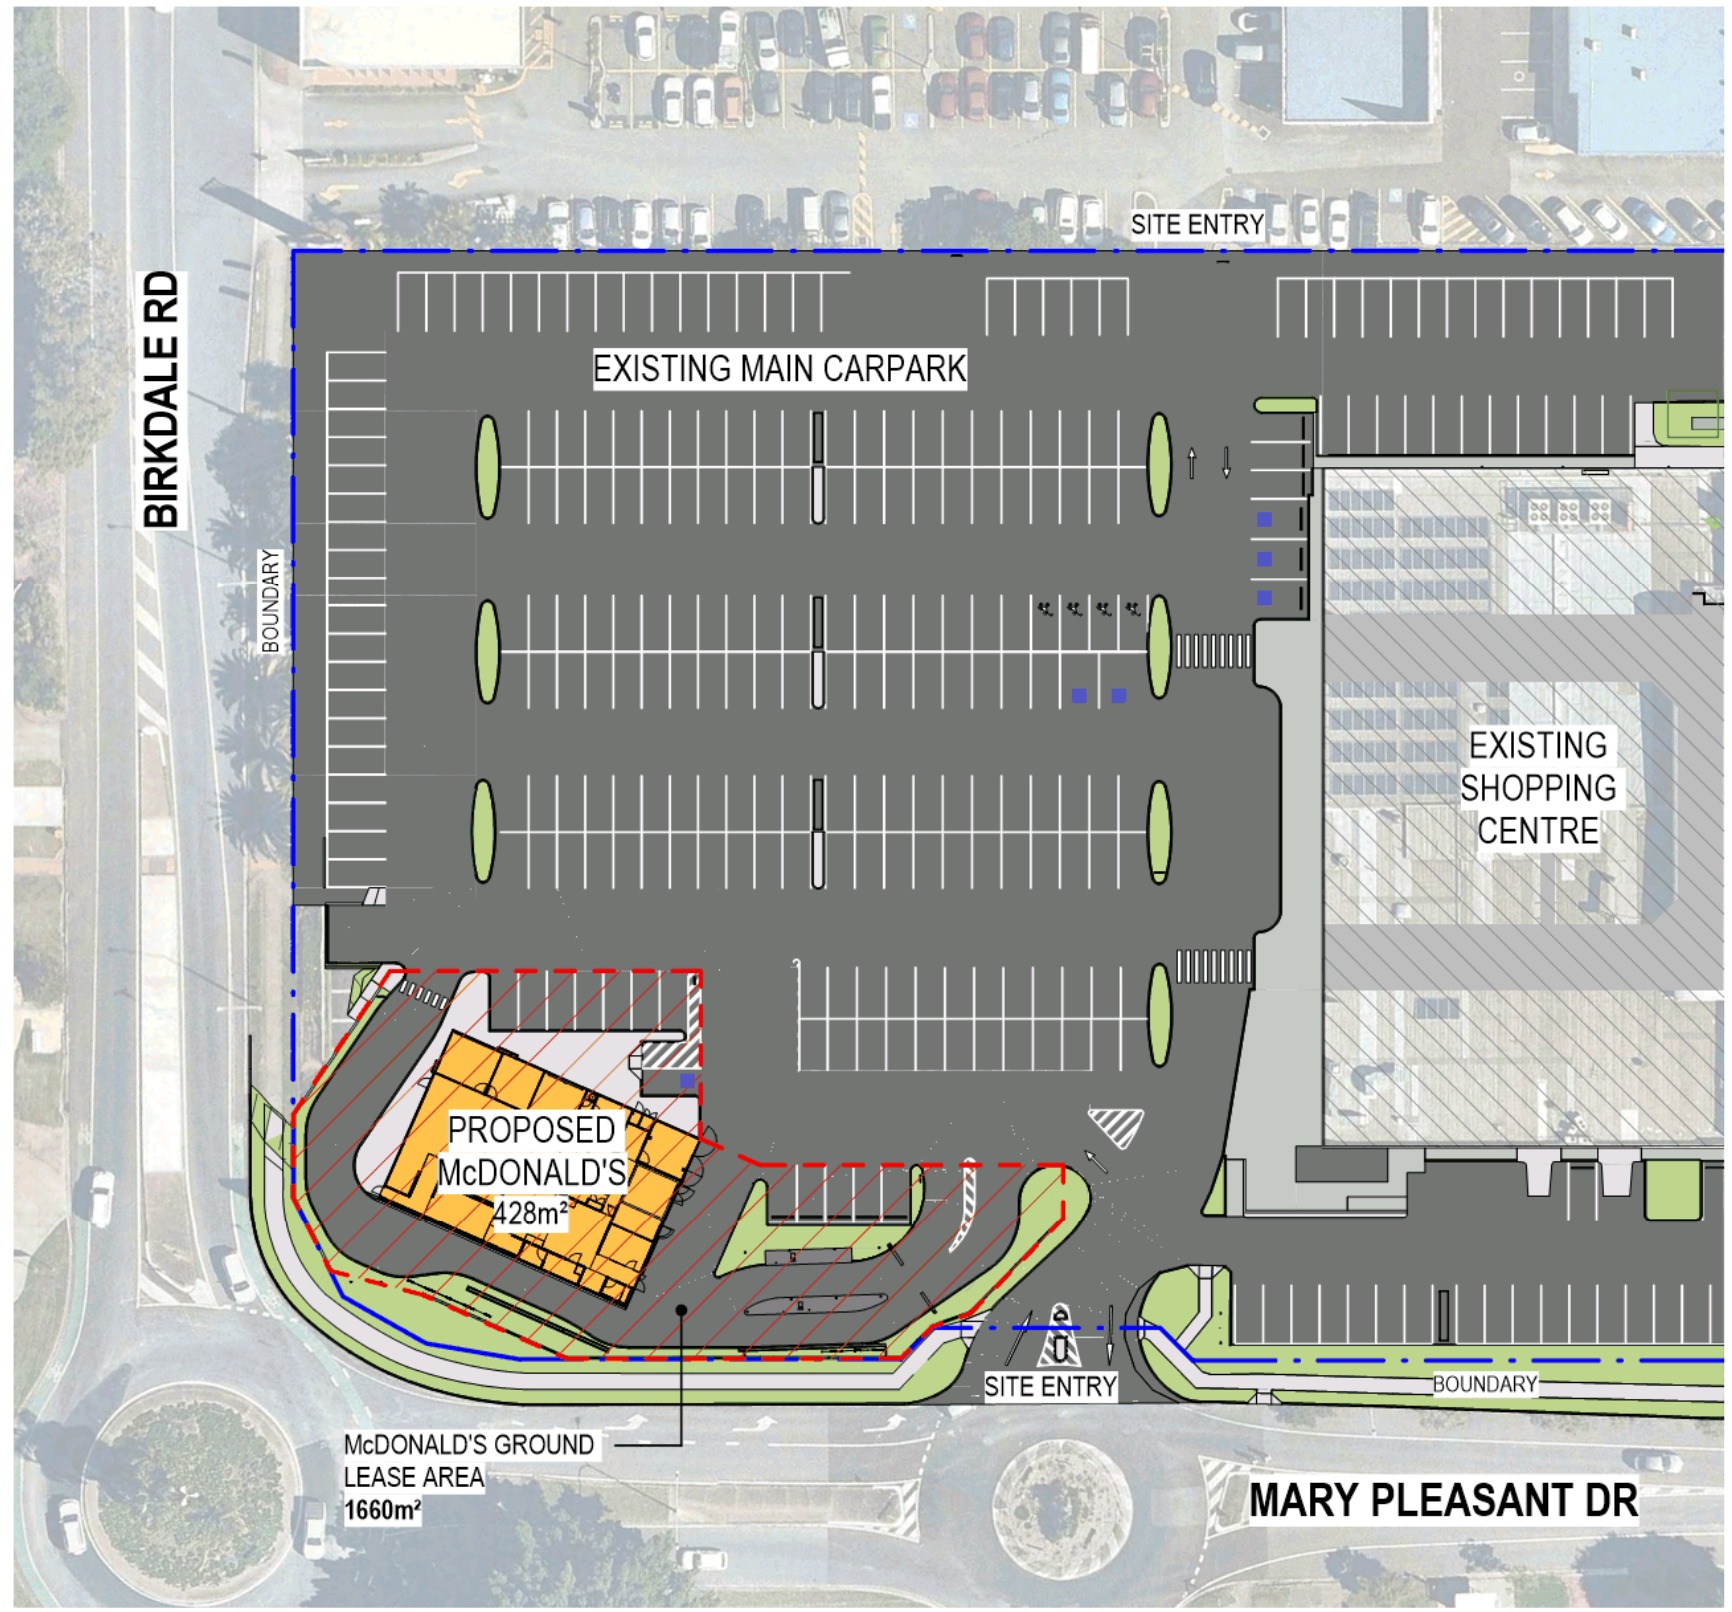 SITE ENTRY
BIRKDALE RD
EXISTING MAIN CARPARK
BOUNDARY
EXISTING
SHOPPING
CENTRE
PROPOSED
McDONALD'S
428m²
SITE ENTRY
BOUNDARY
McDONALD'S GROUND
LEASE AREA
1660m²
MARY PLEASANT DR